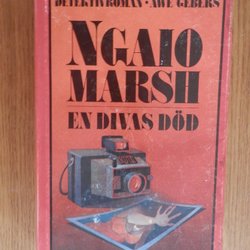 DETEKTIVROMAN · AWE GEBERS
NGAIO
MARSH
EN DIVAS DÖD